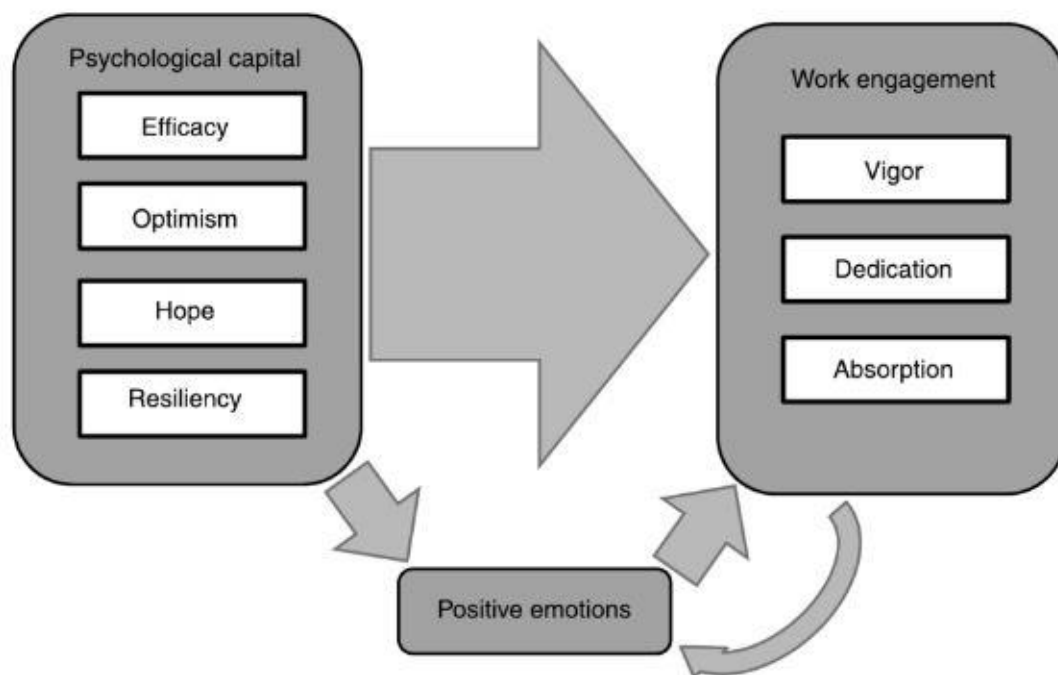 Psychological capital
Efficacy
Optimism
Hope
Resiliency
Work engagement
Vigor
Dedication
Absorption
Positive emotions